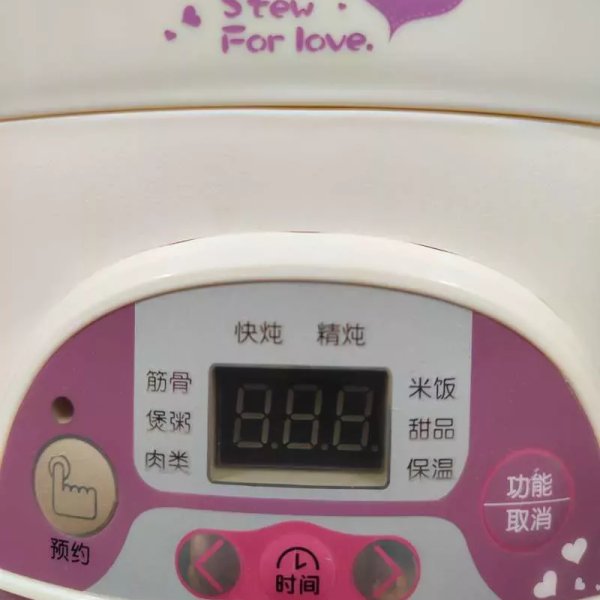 Stew
For love.
快炖 精炖
筋骨
煲粥
肉类
米饭
甜品
保温
预约
功能
取消
时间